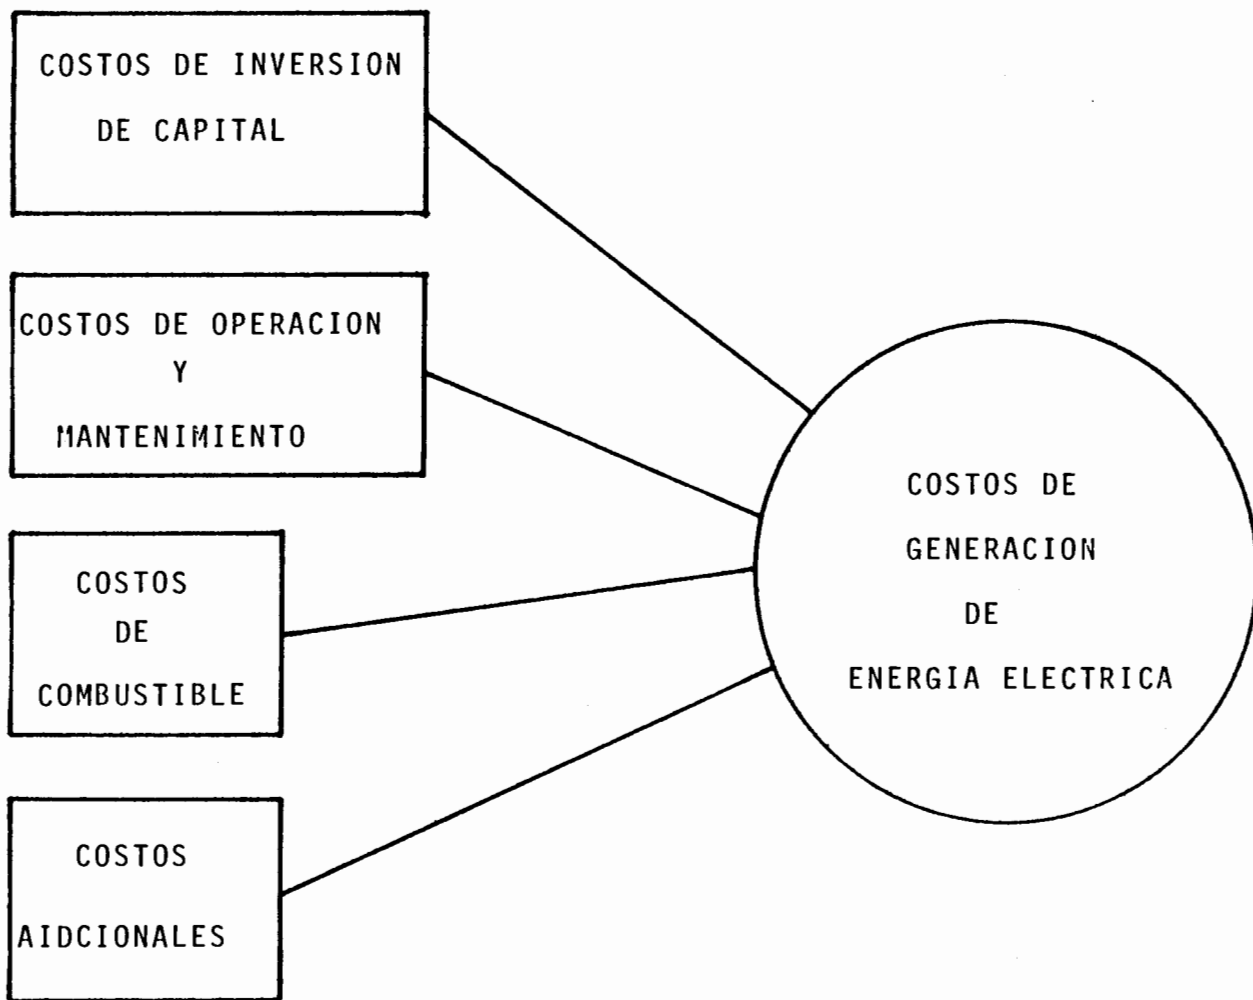 COSTOS DE INVERSION
DE CAPITAL
COSTOS DE OPERACION
Y
MANTENIMIENTO
COSTOS
DE
COMBUSTIBLE
COSTOS
AIDCIONALES
COSTOS DE
GENERACION
DE
ENERGIA ELECTRICA